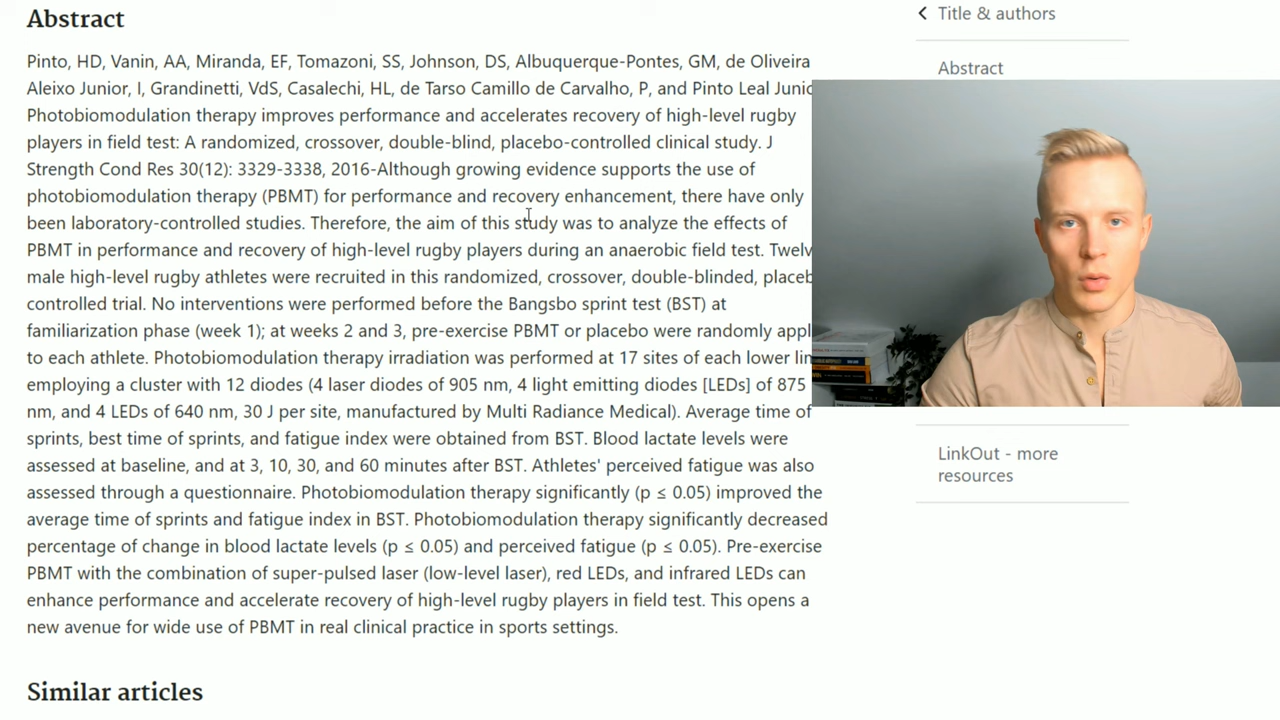 Abstract
Pinto, HD, Vanin, AA, Miranda, EF, Tomazoni, SS, Johnson, DS, Albuquerque-Pontes, GM, de Oliveira
Aleixo Junior, I, Grandinetti, VdS, Casalechi, HL, de Tarso Camillo de Carvalho, P, and Pinto Leal
Photobiomodulation therapy improves performance and accelerates recovery of high-level rugby
players in field test: A randomized, crossover, double-blind, placebo-controlled clinical study. J
Strength Cond Res 30(12): 3329-3338, 2016-Although growing evidence supports the use of
photobiomodulation therapy (PBMT) for performance and recovery enhancement, there have only
been laboratory-controlled studies. Therefore, the aim of this study was to analyze the effects of
PBMT in performance and recovery of high-level rugby players during an anaerobic field test.
male high-level rugby athletes were recruited in this randomized, crossover, double-blinded,
controlled trial. No interventions were performed before the Bangsbo sprint test (BST) at
familiarization phase (week 1); at weeks 2 and 3, pre-exercise PBMT or placebo were randomly
to each athlete. Photobiomodulation therapy irradiation was performed at 17 sites of each lower
employing a cluster with 12 diodes (4 laser diodes of 905 nm, 4 light emitting diodes [LEDs] of 875
nm, and 4 LEDs of 640 nm, 30 J per site, manufactured by Multi Radiance Medical). Average time of
sprints, best time of sprints, and fatigue index were obtained from BST. Blood lactate levels were
assessed at baseline, and at 3, 10, 30, and 60 minutes after BST. Athletes' perceived fatigue was also
assessed through a questionnaire. Photobiomodulation therapy significantly (p ≤ 0.05) improved the
average time of sprints and fatigue index in BST. Photobiomodulation therapy significantly decreased
percentage of change in blood lactate levels (p ≤ 0.05) and perceived fatigue (p ≤ 0.05). Pre-exercise
PBMT with the combination of super-pulsed laser (low-level laser), red LEDs, and infrared LEDs can
enhance performance and accelerate recovery of high-level rugby players in field test. This opens a
new avenue for wide use of PBMT in real clinical practice in sports settings.
Similar articles
Title & authors
Abstract
LinkOut - more
resources